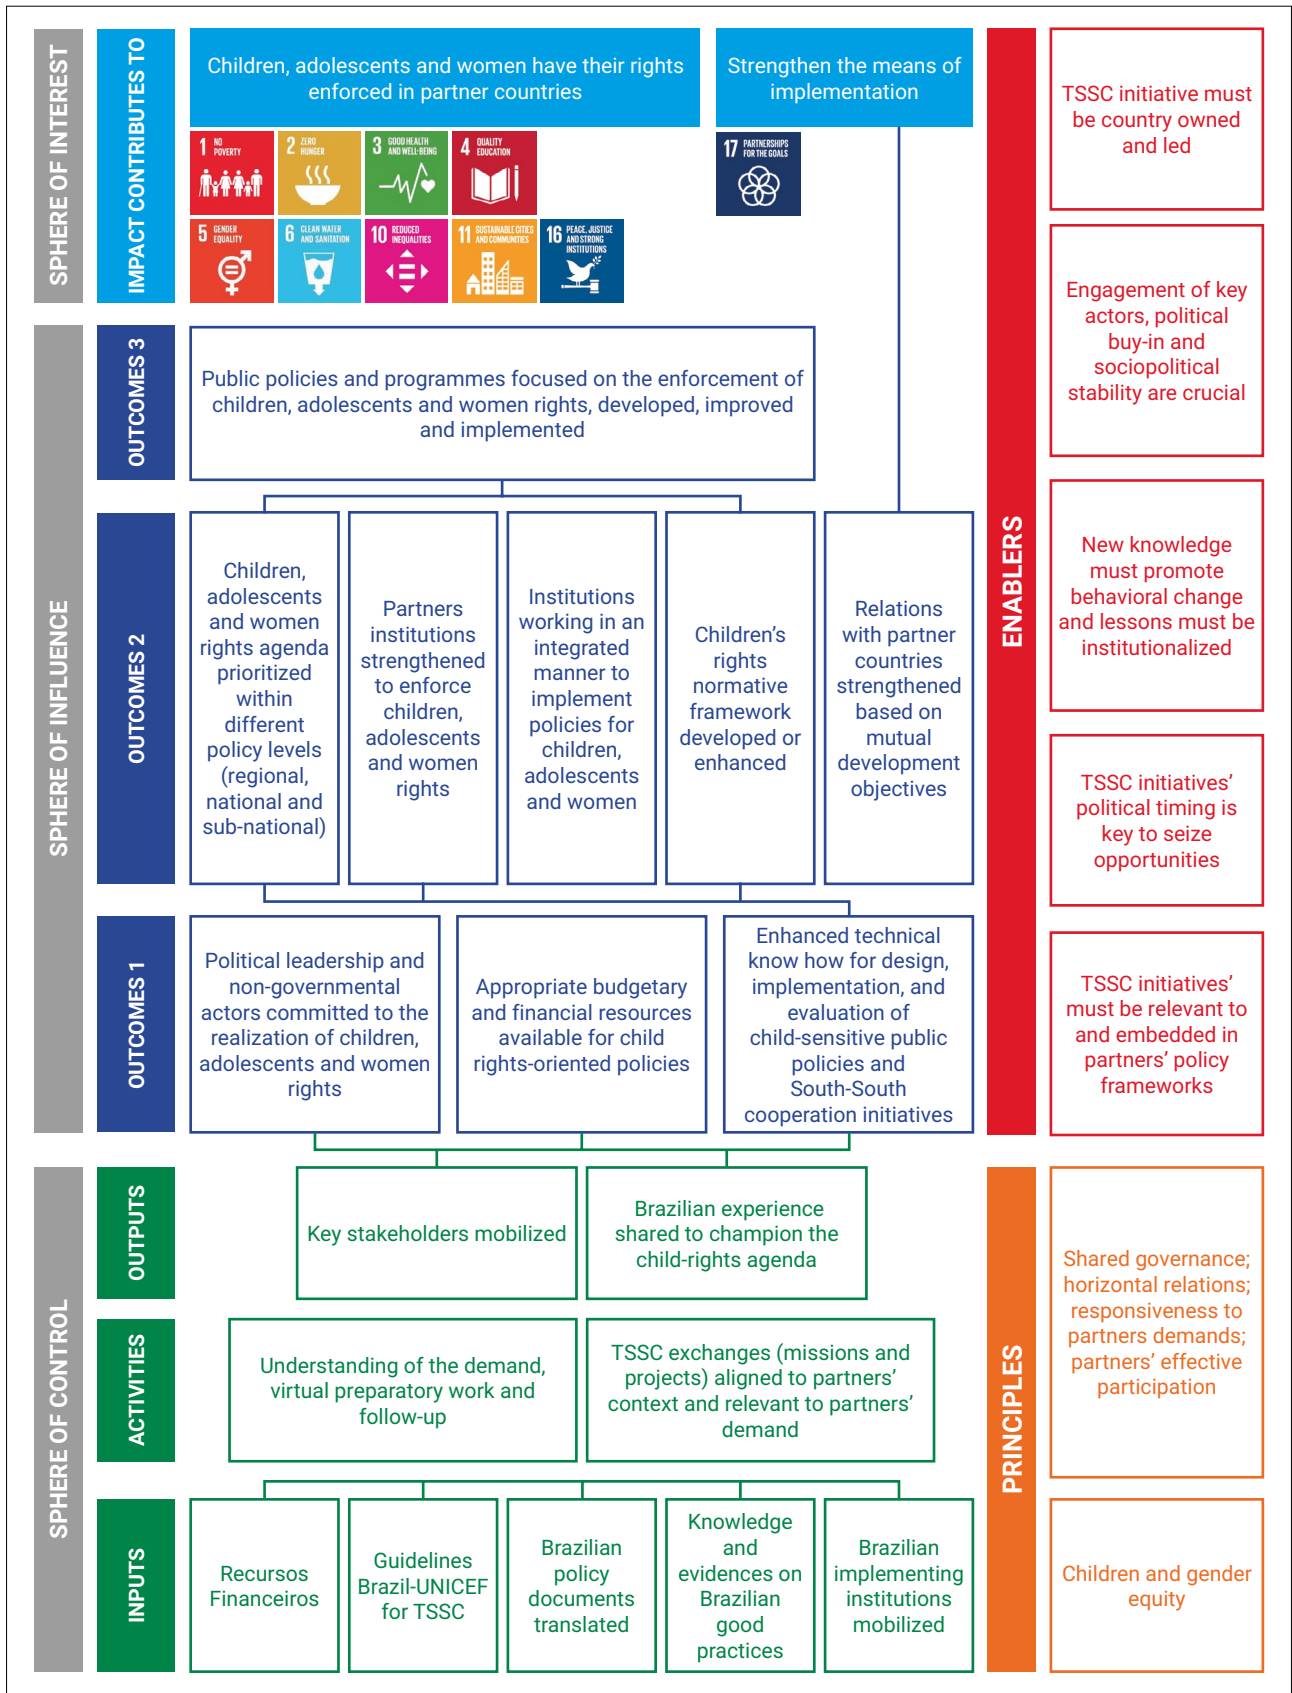 SPHERE OF INTEREST
IMPACT CONTRIBUTES TO
Children, adolescents and women have their rights
enforced in partner countries
Strengthen the means of
implementation
1 NO
POVERTY
2 ZERO
HUNGER
3 GOOD HEALTH
AND WELL-BEING
4 QUALITY
EDUCATION
17 PARTNERSHIPS
FOR THE GOALS
5 GENDER
EQUALITY
6 CLEAN WATER
AND SANITATION
10 REDUCED
INEQUALITIES
11 SUSTAINABLE CITIES
AND COMMUNITIES
16 PEACE, JUSTICE
AND STRONG
INSTITUTIONS
SPHERE OF INFLUENCE
OUTCOMES 3
Public policies and programmes focused on the enforcement of
children, adolescents and women rights, developed, improved
and implemented
OUTCOMES 2
Children,
adolescents
and women
rights agenda
prioritized
within
different
policy levels
(regional,
national and
sub-national)
Partners
institutions
strengthened
to enforce
children,
adolescents
and women
rights
Institutions
working in an
integrated
manner to
implement
policies for
children,
adolescents
and women
Children’s
rights
normative
framework
developed or
enhanced
Relations
with partner
countries
strengthened
based on
mutual
development
objectives
OUTCOMES 1
Political leadership and
non-governmental
actors committed to the
realization of children,
adolescents and women
rights
Appropriate budgetary
and financial resources
available for child
rights-oriented policies
Enhanced technical
know how for design,
implementation, and
evaluation of
child-sensitive public
policies and
South-South
cooperation initiatives
SPHERE OF CONTROL
OUTPUTS
Key stakeholders mobilized
Brazilian experience
shared to champion the
child-rights agenda
ACTIVITIES
Understanding of the demand,
virtual preparatory work and
follow-up
TSSC exchanges (missions and
projects) aligned to partners’
context and relevant to partners’
demand
INPUTS
Recursos
Financeiros
Guidelines
Brazil-UNICEF
for TSSC
Brazilian
policy
documents
translated
Knowledge
and
evidences on
Brazilian
good
practices
Brazilian
implementing
institutions
mobilized
ENABLERS
TSSC initiative must
be country owned
and led
Engagement of key
actors, political
buy-in and
sociopolitical
stability are crucial
New knowledge
must promote
behavioral change
and lessons must be
institutionalized
TSSC initiatives’
political timing is
key to seize
opportunities
TSSC initiatives’
must be relevant to
and embedded in
partners’ policy
frameworks
PRINCIPLES
Shared governance;
horizontal relations;
responsiveness to
partners demands;
partners’ effective
participation
Children and gender
equity